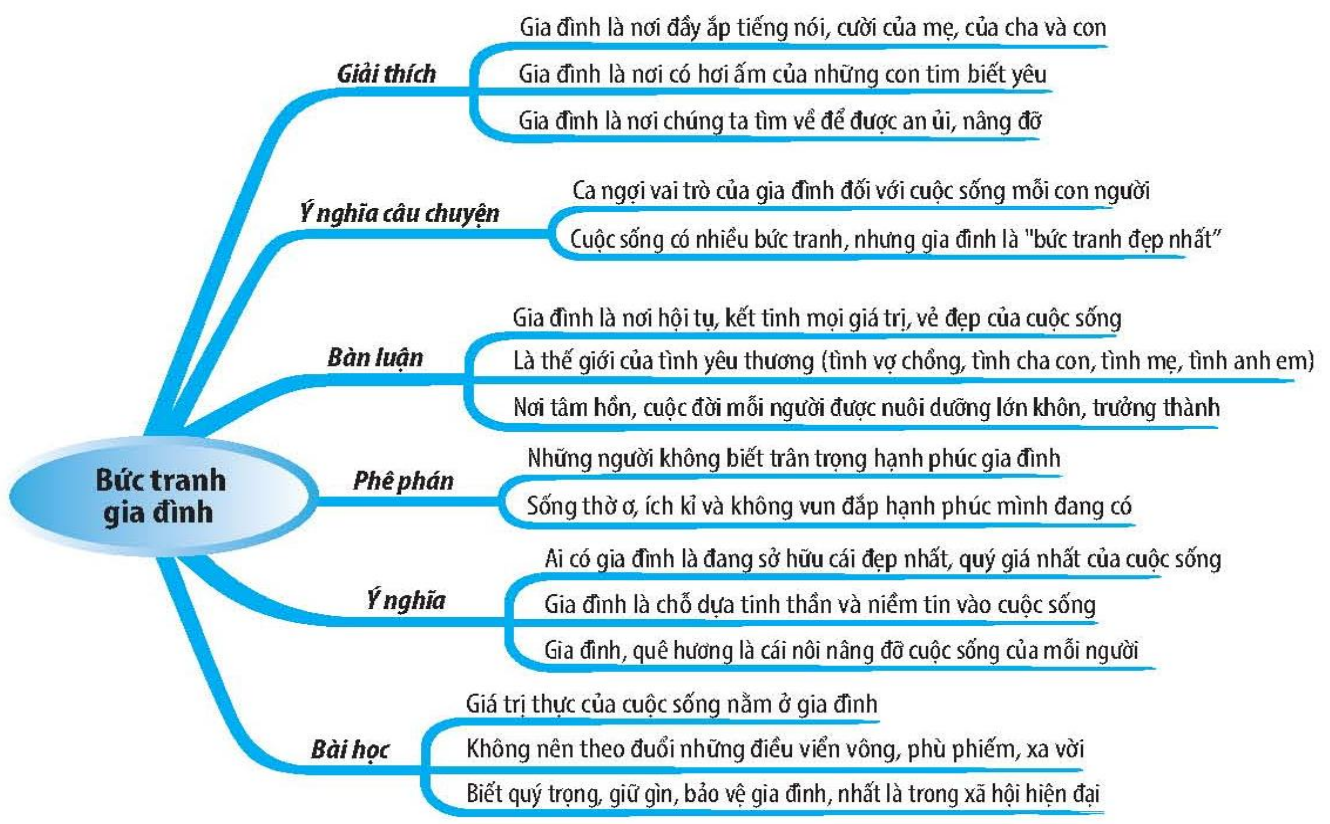 Bức tranh
gia đình
Giải thích
Gia đình là nơi đầy ắp tiếng nói, cười của mẹ, của cha và con
Gia đình là nơi có hơi ấm của những con tim biết yêu
Gia đình là nơi chúng ta tìm về để được an ủi, nâng đỡ
Ý nghĩa câu chuyện
Ca ngợi vai trò của gia đình đối với cuộc sống mỗi con người
Cuộc sống có nhiều bức tranh, nhưng gia đình là "bức tranh đẹp nhất"
Bàn luận
Gia đình là nơi hội tụ, kết tinh mọi giá trị, vẻ đẹp của cuộc sống
Là thế giới của tình yêu thương (tình vợ chồng, tình cha con, tình mẹ, tình anh em)
Nơi tâm hồn, cuộc đời mỗi người được nuôi dưỡng lớn khôn, trưởng thành
Phê phán
Những người không biết trân trọng hạnh phúc gia đình
Sống thờ ơ, ích kỉ và không vun đắp hạnh phúc mình đang có
Ý nghĩa
Ai có gia đình là đang sở hữu cái đẹp nhất, quý giá nhất của cuộc sống
Gia đình là chỗ dựa tinh thần và niềm tin vào cuộc sống
Gia đình, quê hương là cái nôi nâng đỡ cuộc sống của mỗi người
Bài học
Giá trị thực của cuộc sống nằm ở gia đình
Không nên theo đuổi những điều viển vông, phù phiếm, xa vời
Biết quý trọng, giữ gìn, bảo vệ gia đình, nhất là trong xã hội hiện đại